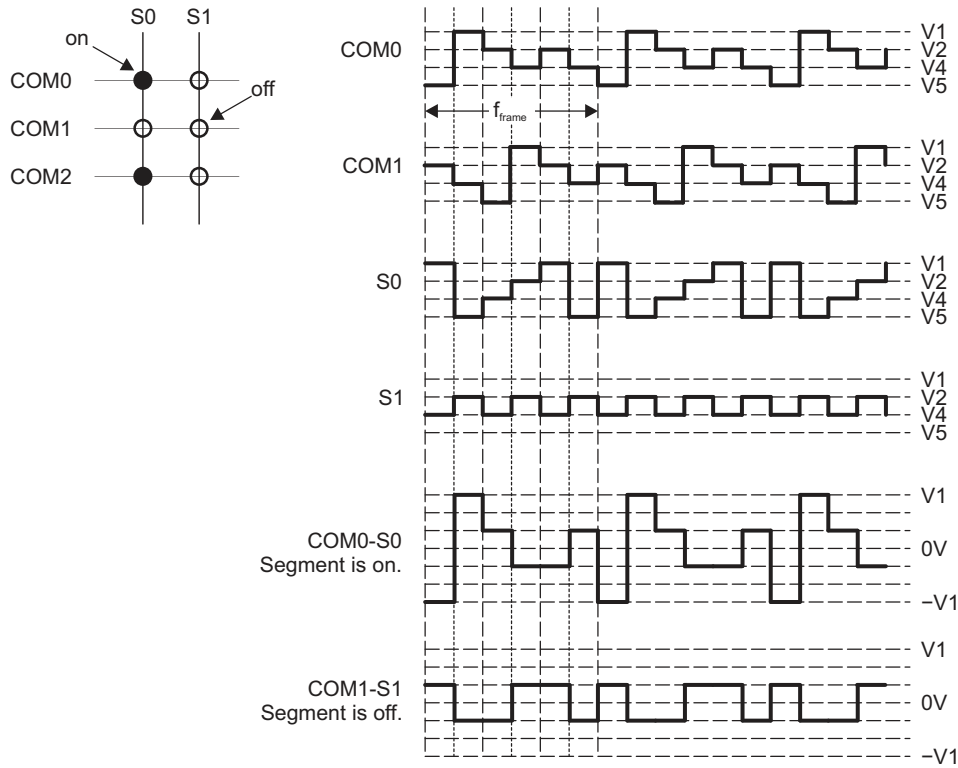 S0 S1
on
COM0
off
COM1
COM2
COM0
V1
V2
V4
V5
f frame
COM1
V1
V2
V4
V5
S0
V1
V2
V4
V5
S1
V1
V2
V4
V5
COM0-S0
Segment is on.
V1
0V
−V1
COM1-S1
Segment is off.
V1
0V
−V1